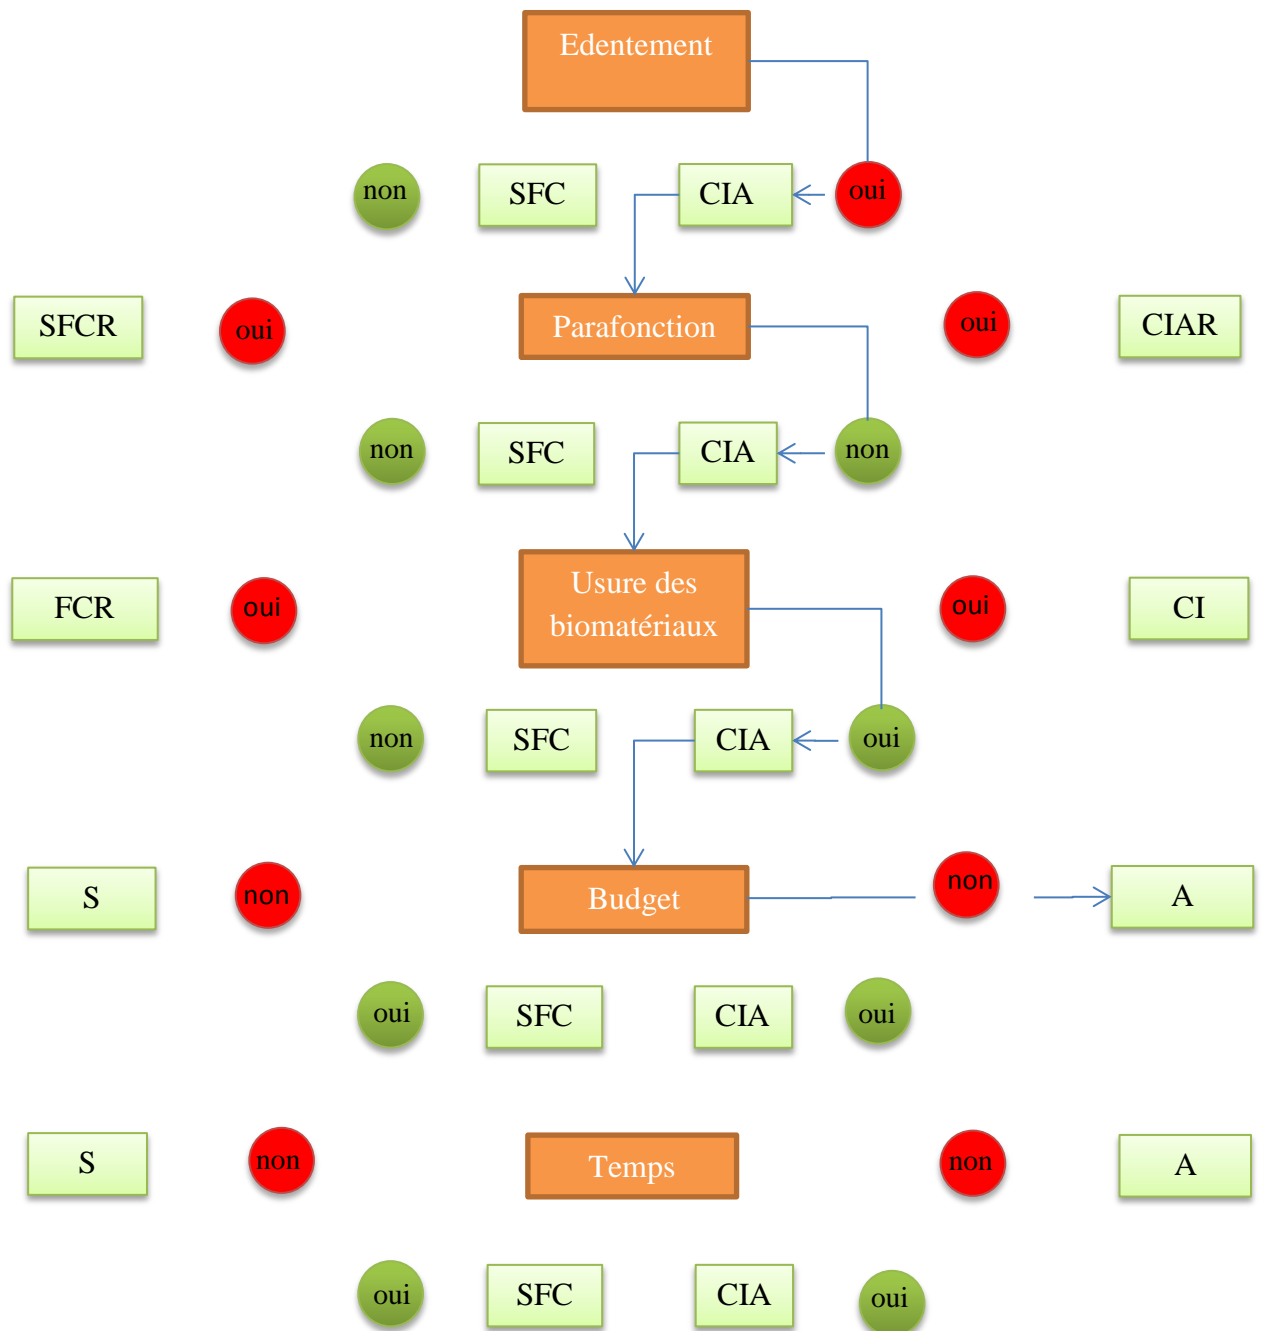 Edentement
non
SFC
CIA
oui
SFCR
oui
Parafonction
oui
CIAR
non
SFC
CIA
non
FCR
oui
Usure des
biomatériaux
oui
CI
non
SFC
CIA
oui
S
non
Budget
non
A
oui
SFC
CIA
oui
S
non
Temps
non
A
oui
SFC
CIA
oui